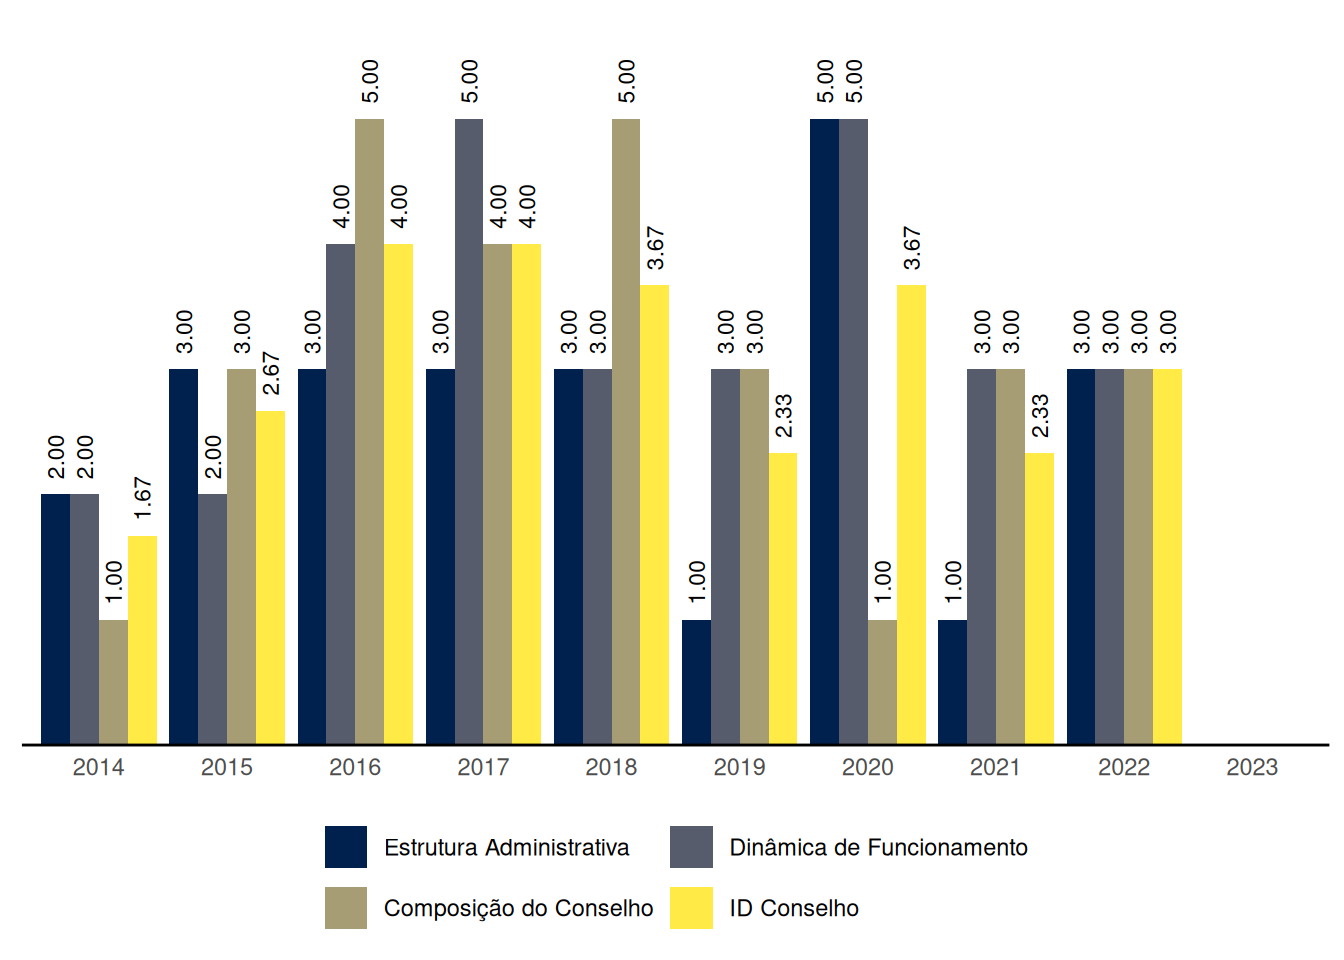 2.00 2.00 1.00 1.67
3.00 2.00 3.00 2.67
3.00 4.00 5.00 4.00
3.00 5.00 4.00 4.00
3.00 3.00 5.00 3.67
1.00 3.00 3.00 2.33
5.00 5.00 1.00 3.67
1.00 3.00 3.00 2.33
3.00 3.00 3.00 3.00
2014 2015 2016 2017 2018 2019 2020 2021 2022 2023
Estrutura Administrativa Dinâmica de Funcionamento
Composição do Conselho ID Conselho